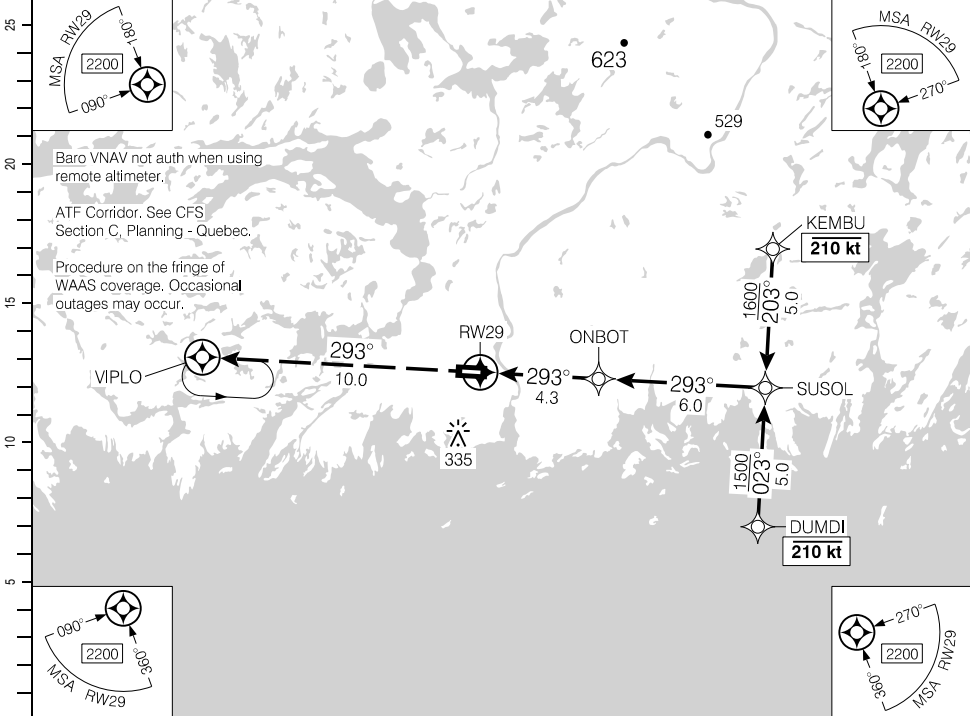 25
20
15
10
5
MSA RW29
180°
2200
090°
MSA RW29
180°
2200
270°
623
529
Baro VNAV not auth when using
remote altimeter.
ATF Corridor. See CFS
Section C, Planning - Quebec.
Procedure on the fringe of
WAAS coverage. Occasional
outages may occur.
KEMBU
210 kt
1600
203°
5.0
RW29
ONBOT
VIPLO
293°
10.0
293°
4.3
293°
6.0
SUSOL
335
1500
023°
5.0
DUMDI
210 kt
090°
2200
360°
MSA RW29
270°
2200
360°
MSA RW29